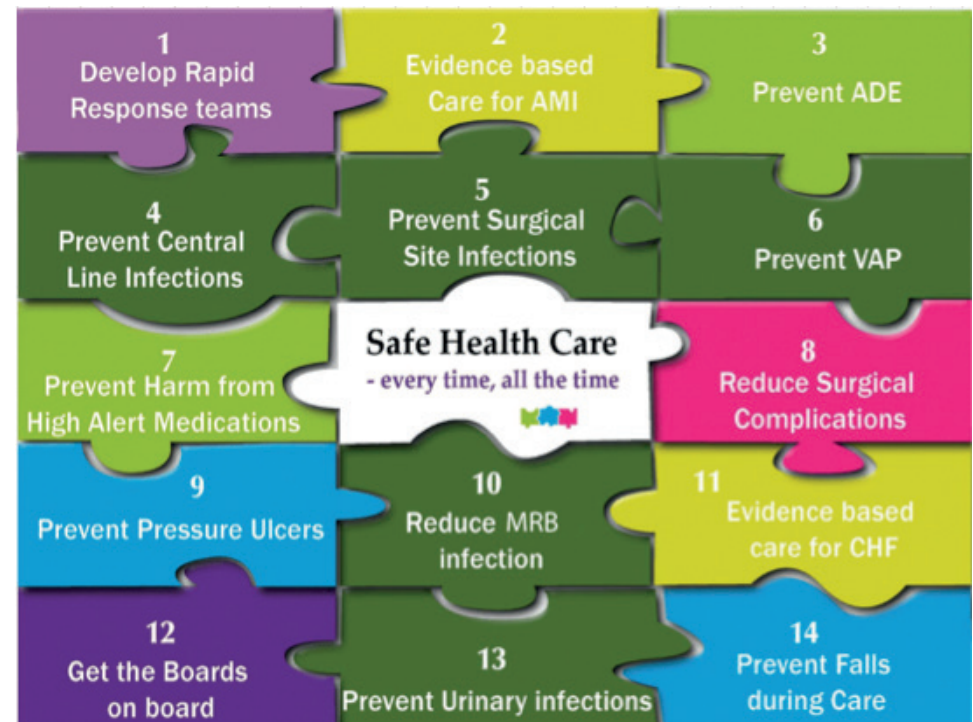 1
Develop Rapid
Response teams
2
Evidence based
Care for AMI
3
Prevent ADE
4
Prevent Central
Line Infections
5
Prevent Surgical
Site Infections
6
Prevent VAP
7
Prevent Harm from
High Alert Medications
Safe Health Care
- every time, all the time
8
Reduce Surgical
Complications
9
Prevent Pressure Ulcers
10
Reduce MRB
infection
11
Evidence based
care for CHF
12
Get the Boards
on board
13
Prevent Urinary infections
14
Prevent Falls
during Care